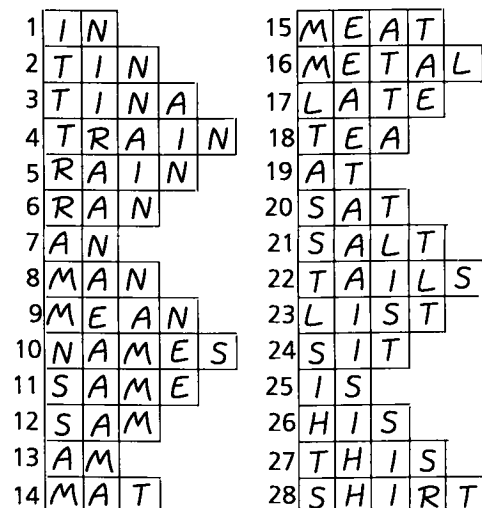 1 IN
2 TIN
3 TINA
4 TRAIN
5 RAIN
6 RAN
7 AN
8 MAN
9 MEAN
10 NAMES
11 SAME
12 SAM
13 AM
14 MAT
15 MEAT
16 METAL
17 LATE
18 TEA
19 AT
20 SAT
21 SALT
22 TAILS
23 LIST
24 SIT
25 IS
26 HIS
27 THIS
28 SHIRT